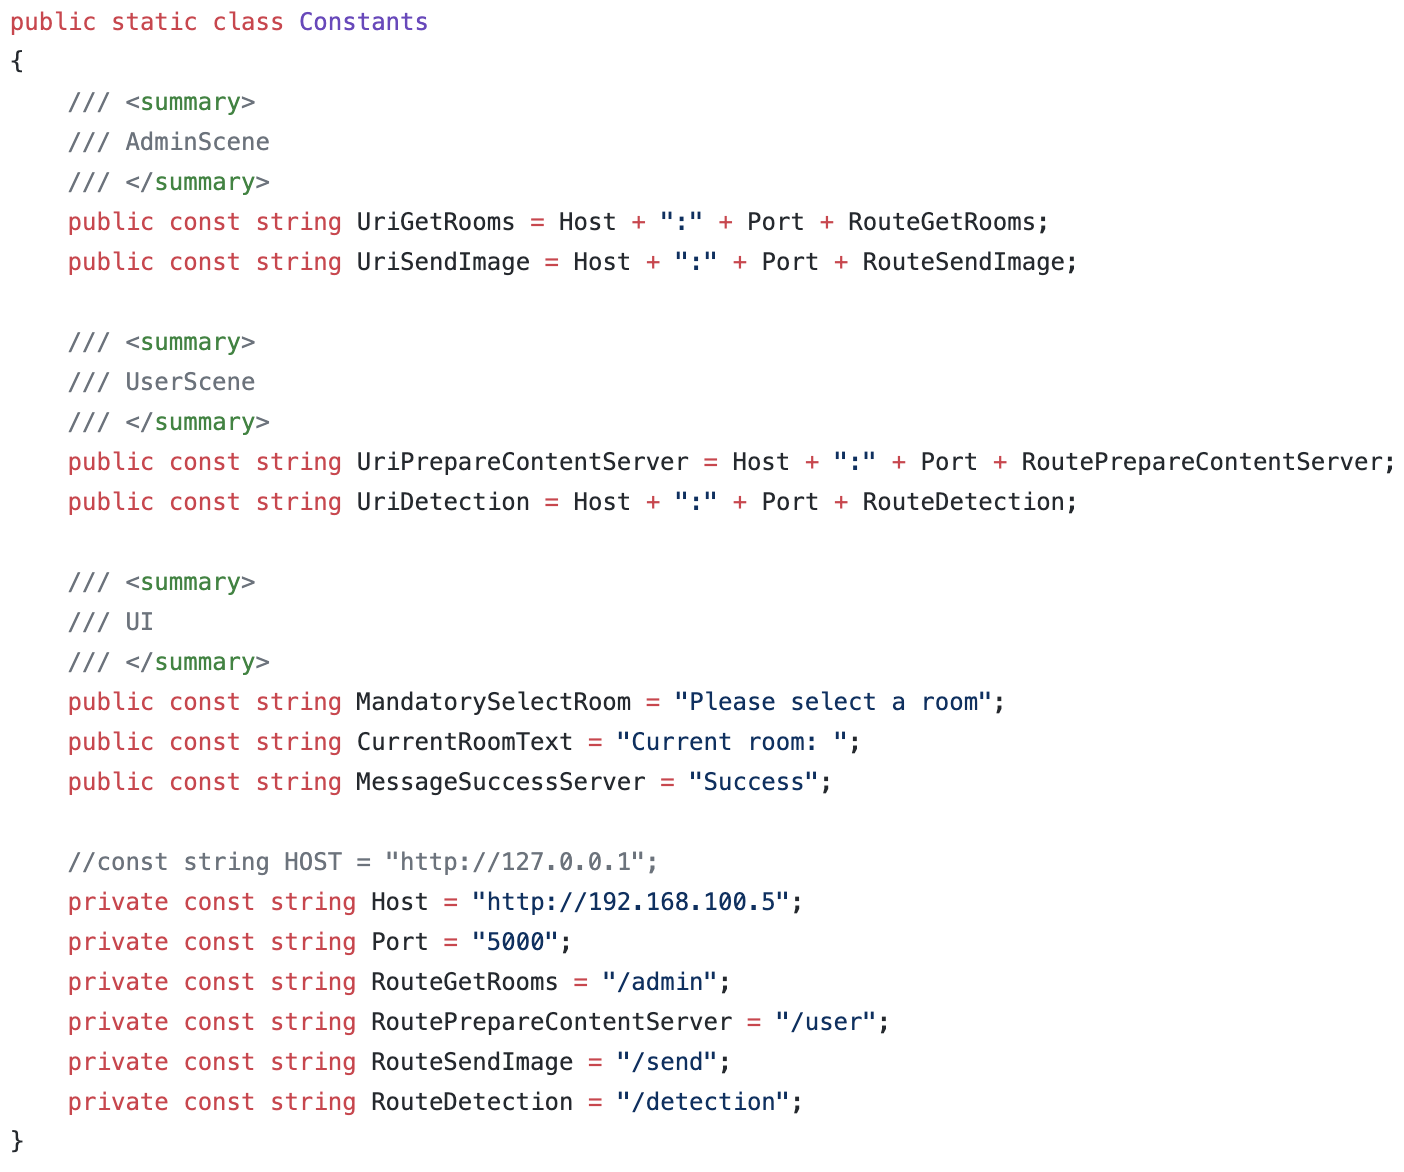 public static class Constants
{
    /// <summary>
    /// AdminScene
    /// </summary>
    public const string UriGetRooms = Host + ":" + Port + RouteGetRooms;
    public const string UriSendImage = Host + ":" + Port + RouteSendImage;

    /// <summary>
    /// UserScene
    /// </summary>
    public const string UriPrepareContentServer = Host + ":" + Port + RoutePrepareContentServer;
    public const string UriDetection = Host + ":" + Port + RouteDetection;

    /// <summary>
    /// UI
    /// </summary>
    public const string MandatorySelectRoom = "Please select a room";
    public const string CurrentRoomText = "Current room: ";
    public const string MessageSuccessServer = "Success";

    //const string HOST = "http://127.0.0.1";
    private const string Host = "http://192.168.100.5";
    private const string Port = "5000";
    private const string RouteGetRooms = "/admin";
    private const string RoutePrepareContentServer = "/user";
    private const string RouteSendImage = "/send";
    private const string RouteDetection = "/detection";
}